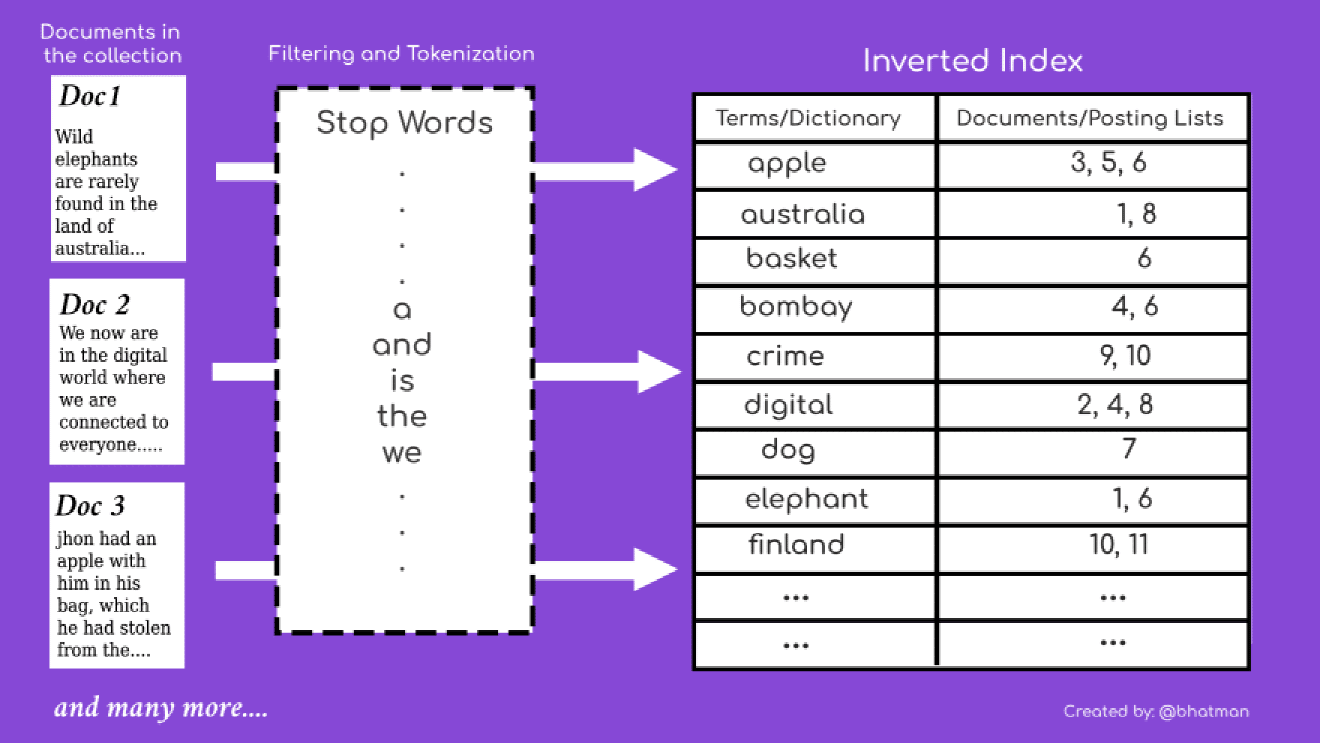 Documents in
the collection
Doc1
Wild
elephants
are rarely
found in the
land of
australia...
Doc 2
We now are
in the digital
world where
we are
connected to
everyone.....
Doc 3
jhon had an
apple with
him in his
bag, which
he had stolen
from the....
and many more....
Filtering and Tokenization
Stop Words
.
.
.
.
a
and
is
the
we
.
.
.
Inverted Index
Terms/Dictionary Documents/Posting Lists
apple 3, 5, 6
australia 1, 8
basket 6
bombay 4, 6
crime 9, 10
digital 2, 4, 8
dog 7
elephant 1, 6
finland 10, 11
... ...
... ...
Created by: @bhatman